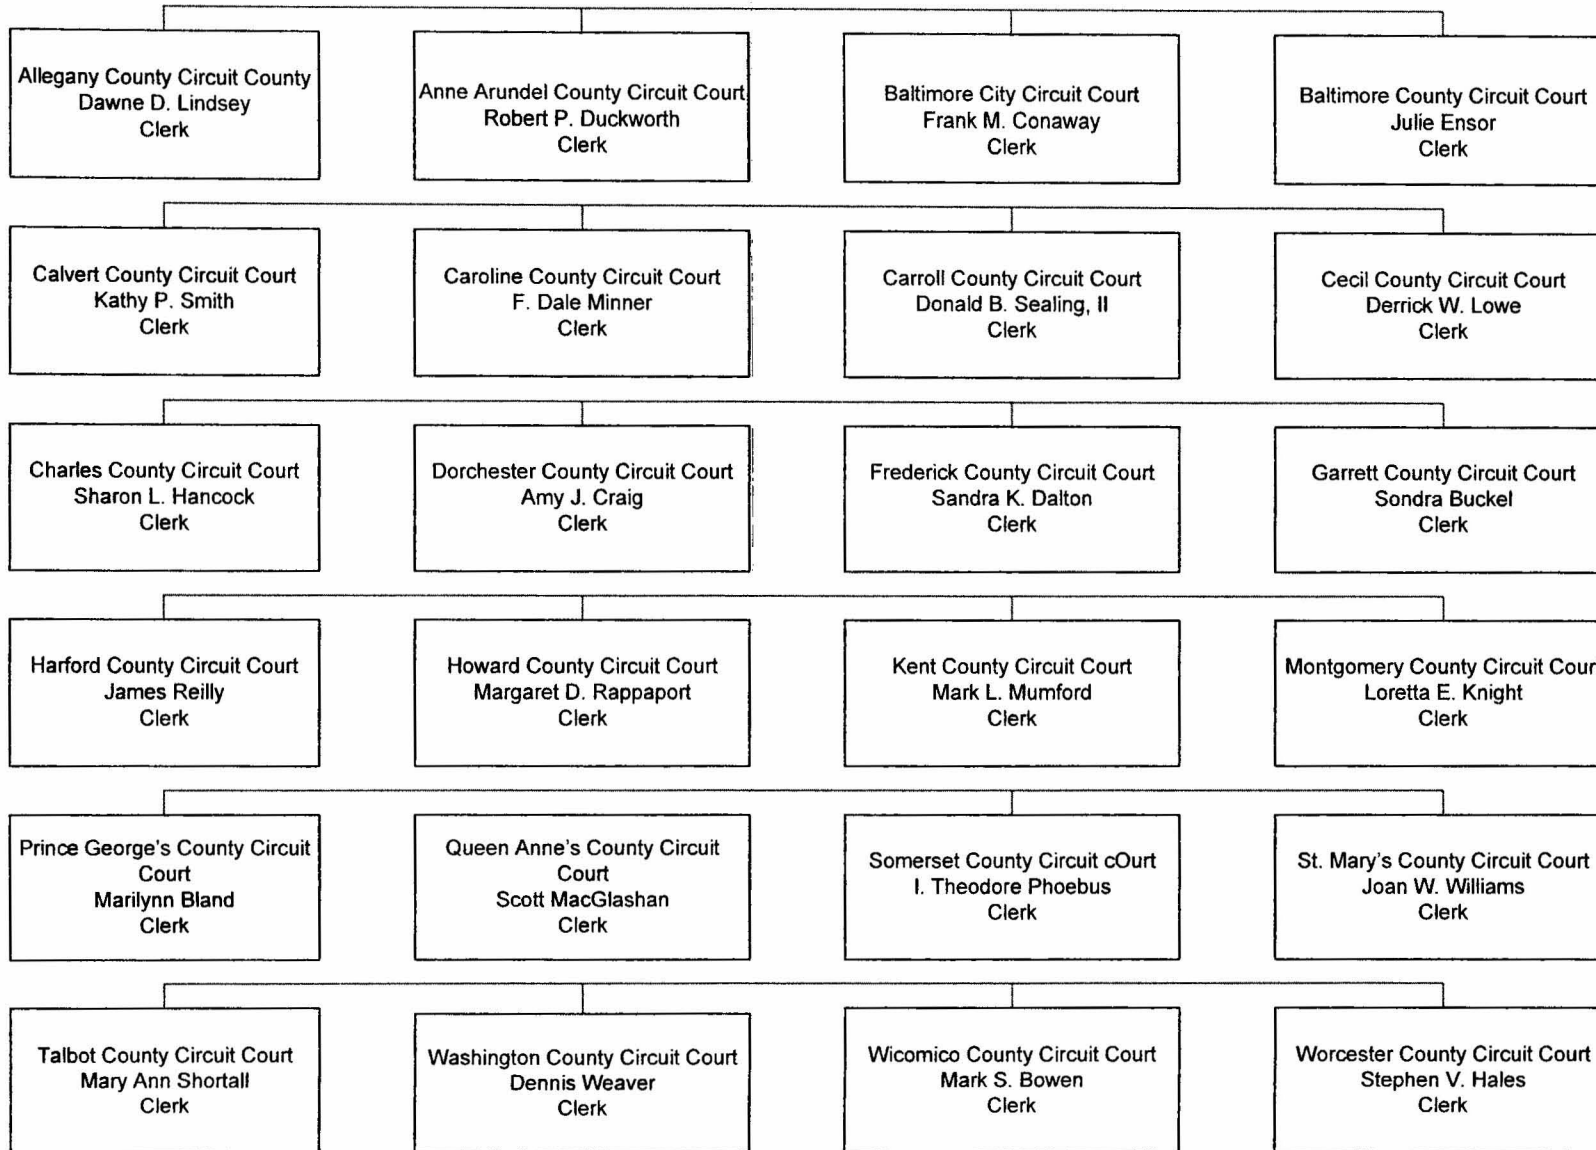 Allegany County Circuit County
Dawne D. Lindsey
Clerk
Anne Arundel County Circuit Court
Robert P. Duckworth
Clerk
Baltimore City Circuit Court
Frank M. Conaway
Clerk
Baltimore County Circuit Court
Julie Ensor
Clerk
Calvert County Circuit Court
Kathy P. Smith
Clerk
Caroline County Circuit Court
F. Dale Minner
Clerk
Carroll County Circuit Court
Donald B. Sealing, II
Clerk
Cecil County Circuit Court
Derrick W. Lowe
Clerk
Charles County Circuit Court
Sharon L. Hancock
Clerk
Dorchester County Circuit Court
Amy J. Craig
Clerk
Frederick County Circuit Court
Sandra K. Dalton
Clerk
Garrett County Circuit Court
Sondra Buckel
Clerk
Harford County Circuit Court
James Reilly
Clerk
Howard County Circuit Court
Margaret D. Rappaport
Clerk
Kent County Circuit Court
Mark L. Mumford
Clerk
Montgomery County Circuit Cour
Loretta E. Knight
Clerk
Prince George's County Circuit
Court
Marilynn Bland
Clerk
Queen Anne's County Circuit
Court
Scott MacGlashan
Clerk
Somerset County Circuit cOurt
I. Theodore Phoebus
Clerk
St. Mary's County Circuit Court
Joan W. Williams
Clerk
Talbot County Circuit Court
Mary Ann Shortall
Clerk
Washington County Circuit Court
Dennis Weaver
Clerk
Wicomico County Circuit Court
Mark S. Bowen
Clerk
Worcester County Circuit Court
Stephen V. Hales
Clerk